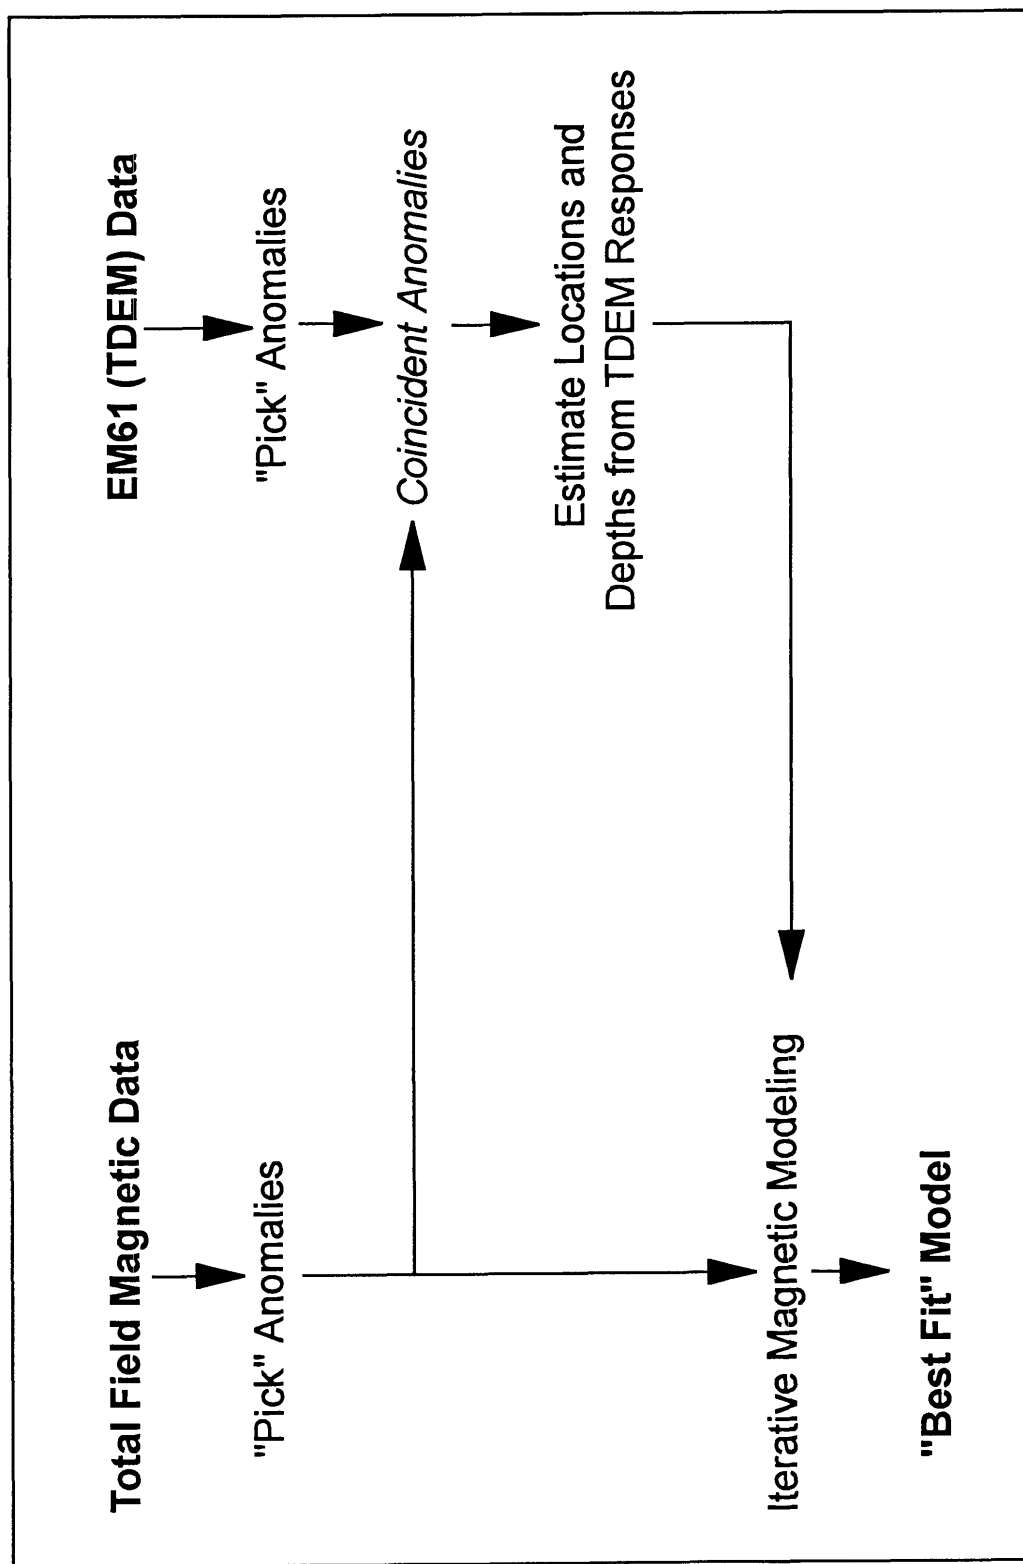 Total Field Magnetic Data
"Pick" Anomalies
EM61 (TDEM) Data
"Pick" Anomalies
Coincident Anomalies
Estimate Locations and
Depths from TDEM Responses
Iterative Magnetic Modeling
"Best Fit" Model